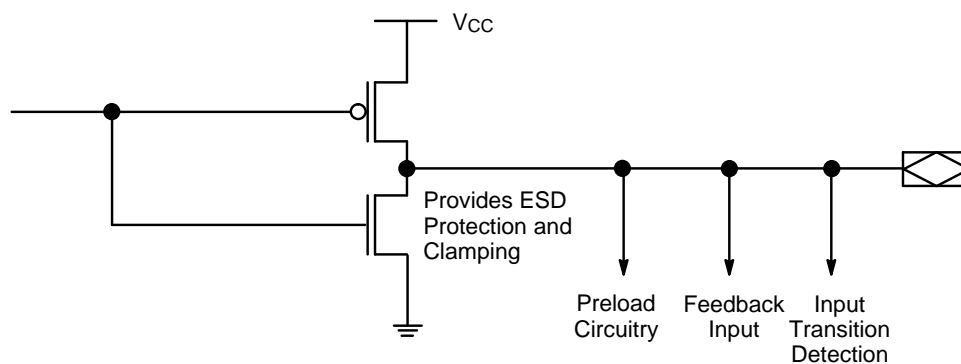 VCC
Provides ESD
Protection and
Clamping
Preload
Circuitry
Feedback
Input
Input
Transition
Detection